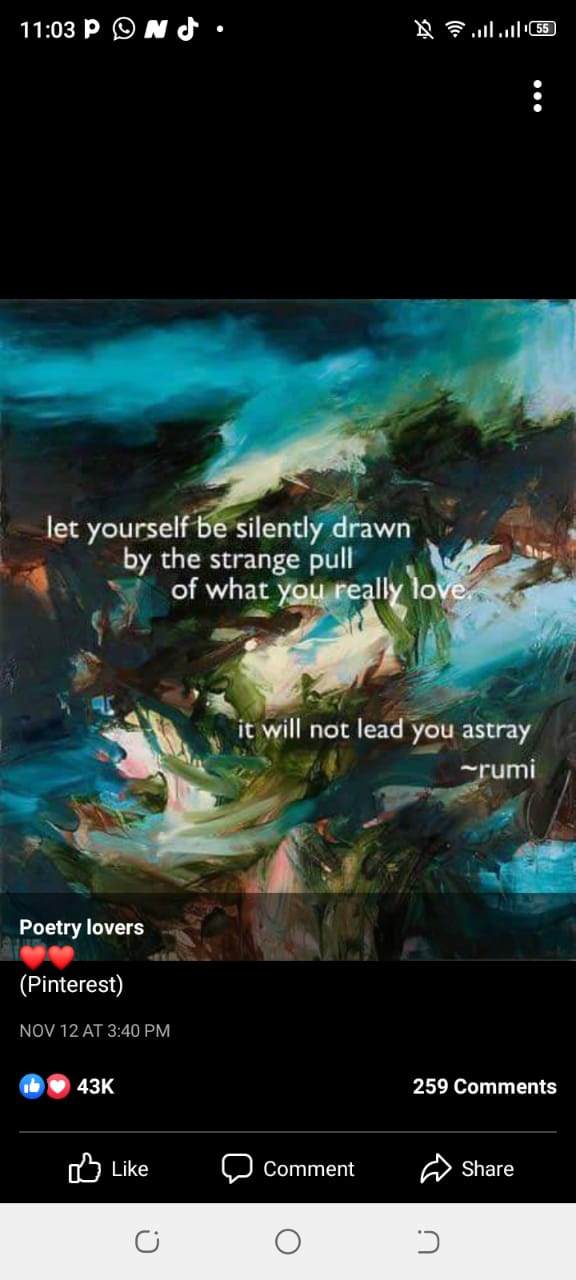 11:03
55
let yourself be silently drawn
by the strange pull
of what you really love.
it will not lead you astray
~rumi
Poetry lovers
❤️❤️
(Pinterest)
NOV 12 AT 3:40 PM
43K 259 Comments
Like Comment Share